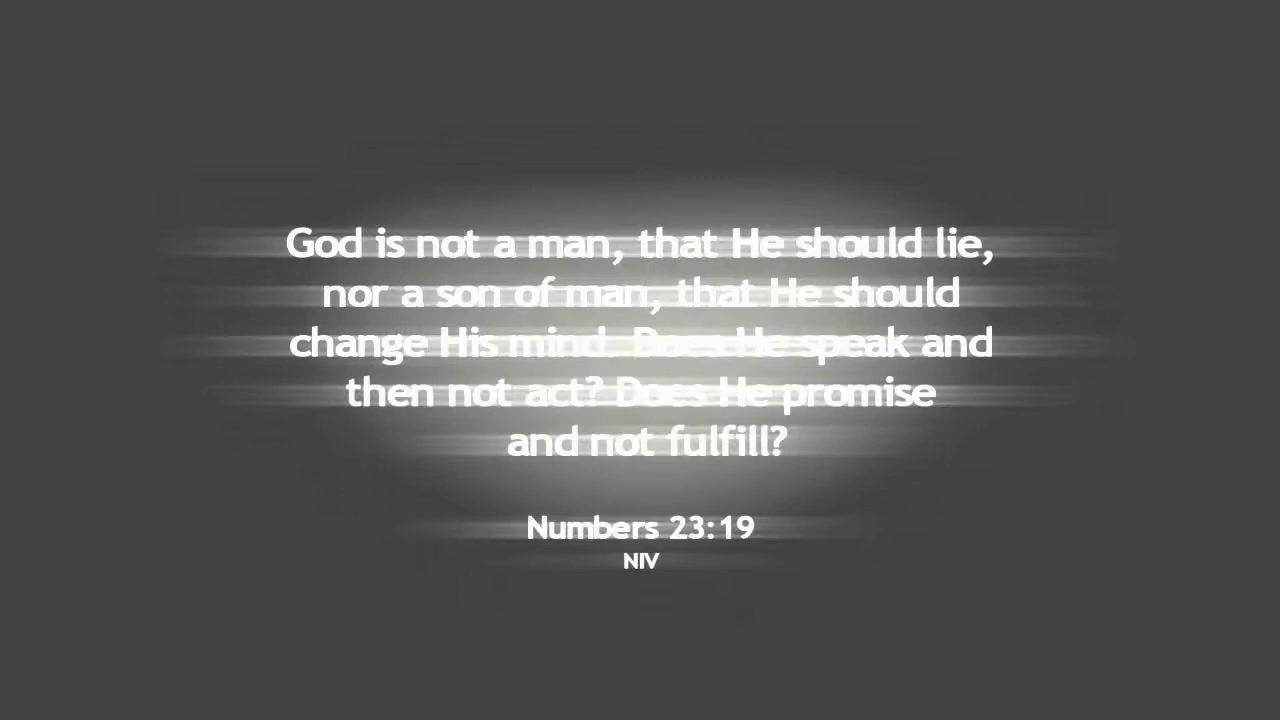 God is not a man, that He should lie,
nor a son of man, that He should
change His mind. Does He speak and
then not act? Does He promise
and not fulfill?
Numbers 23:19
NIV